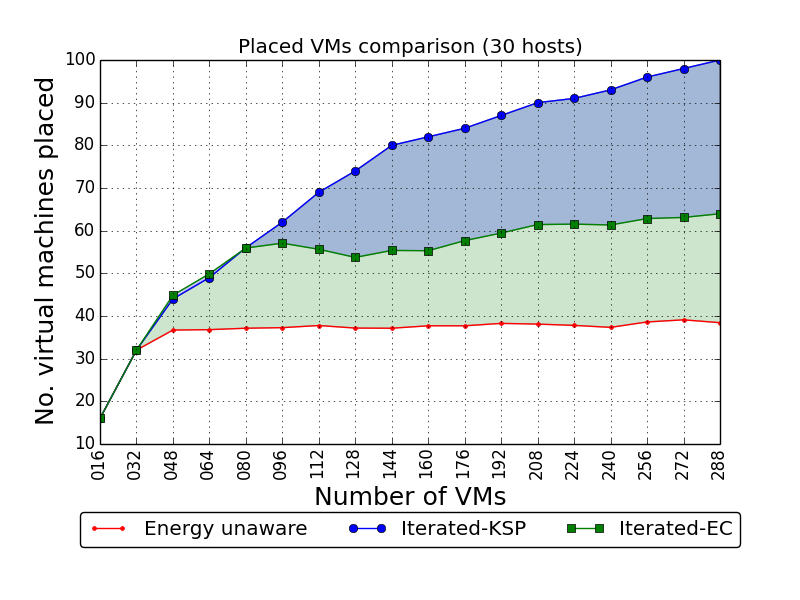 Placed VMs comparison (30 hosts)
No. virtual machines placed
100
90
80
70
60
50
40
30
20
10
016 032 048 064 080 096 112 128 144 160 176 192 208 224 240 256 272 288
Number of VMs
Energy unaware Iterated-KSP Iterated-EC